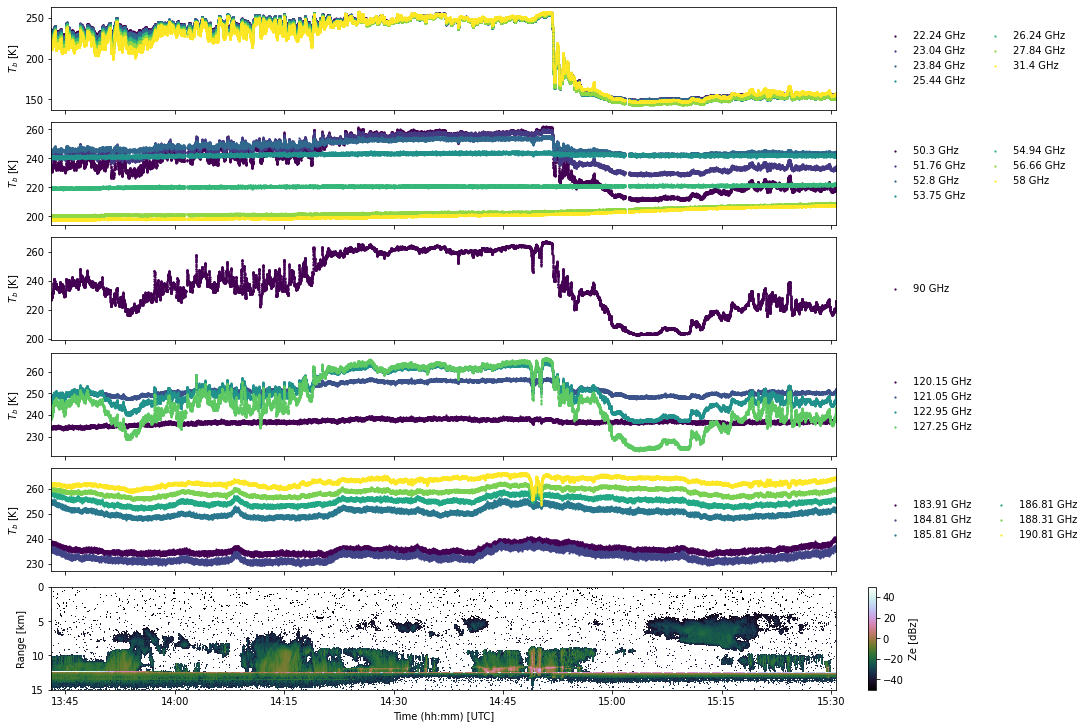 250
200
150
T_b [K]
22.24 GHz
23.04 GHz
23.84 GHz
25.44 GHz
26.24 GHz
27.84 GHz
31.4 GHz
260
240
220
200
T_b [K]
50.3 GHz
51.76 GHz
52.8 GHz
53.75 GHz
54.94 GHz
56.66 GHz
58 GHz
260
240
220
200
T_b [K]
90 GHz
260
250
240
230
T_b [K]
120.15 GHz
121.05 GHz
122.95 GHz
127.25 GHz
260
250
240
230
T_b [K]
183.91 GHz
184.81 GHz
185.81 GHz
186.81 GHz
188.31 GHz
190.81 GHz
0
5
10
15
Range [km]
40
20
0
−20
−40
Ze [dBz]
13:45
14:00
14:15
14:30
14:45
15:00
15:15
15:30
Time (hh:mm) [UTC]